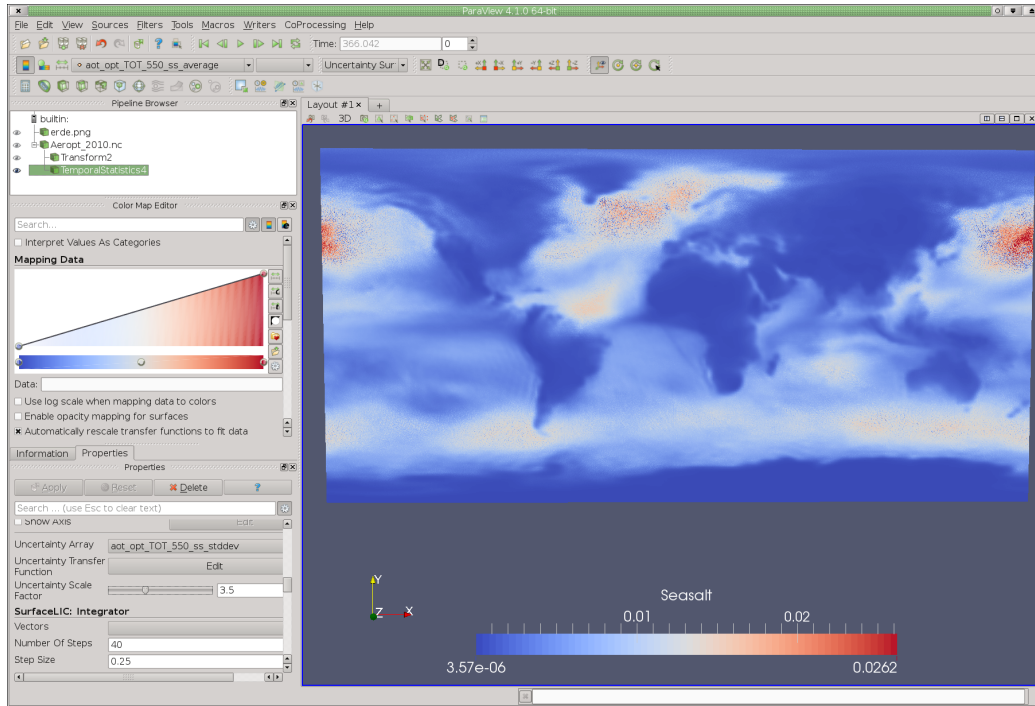 ParaView 4.1.0 64-bit
File Edit View Sources Filters Tools Macros Writers CoProcessing Help
Time: 366.042 0
aot_opt_TOT_550_ss_average Uncertainty Sur
Pipeline Browser
builtin:
erde.png
Aeropt_2010.nc
Transform2
TemporalStatistics4
Color Map Editor
Search...
Interpret Values As Categories
Mapping Data
Data:
Use log scale when mapping data to colors
Enable opacity mapping for surfaces
Automatically rescale transfer functions to fit data
Information Properties
Properties
Apply Reset Delete ?
Search ... (use Esc to clear text)
Show Axis Edit
Uncertainty Array aot_opt_TOT_550_ss_stddev
Uncertainty Transfer Function Edit
Uncertainty Scale Factor 3.5
SurfaceLIC: Integrator
Vectors
Number Of Steps 40
Step Size 0.25
Layout #1 × +
3D
Y
Z X
Seasalt
0.01 0.02
3.57e-06 0.0262